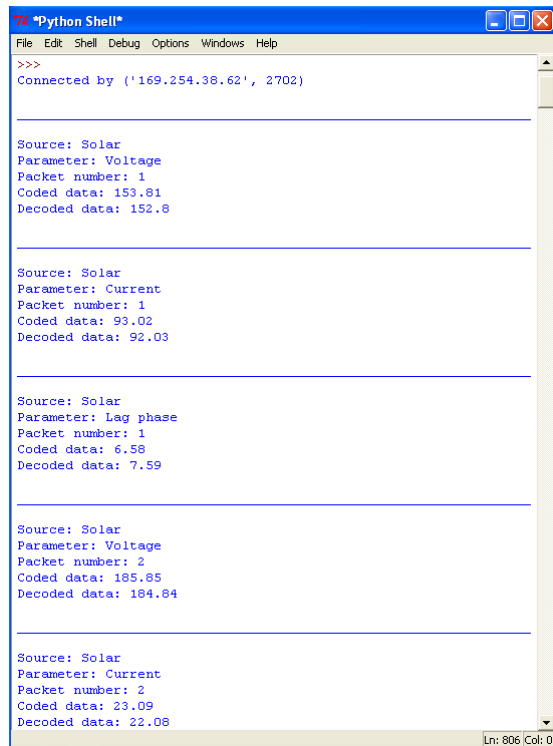 *Python Shell*
File Edit Shell Debug Options Windows Help
>>>
Connected by ('169.254.38.62', 2702)
Source: Solar
Parameter: Voltage
Packet number: 1
Coded data: 153.81
Decoded data: 152.8
Source: Solar
Parameter: Current
Packet number: 1
Coded data: 93.02
Decoded data: 92.03
Source: Solar
Parameter: Lag phase
Packet number: 1
Coded data: 6.58
Decoded data: 7.59
Source: Solar
Parameter: Voltage
Packet number: 2
Coded data: 185.85
Decoded data: 184.84
Source: Solar
Parameter: Current
Packet number: 2
Coded data: 23.09
Decoded data: 22.08
Ln: 806 Col: 0